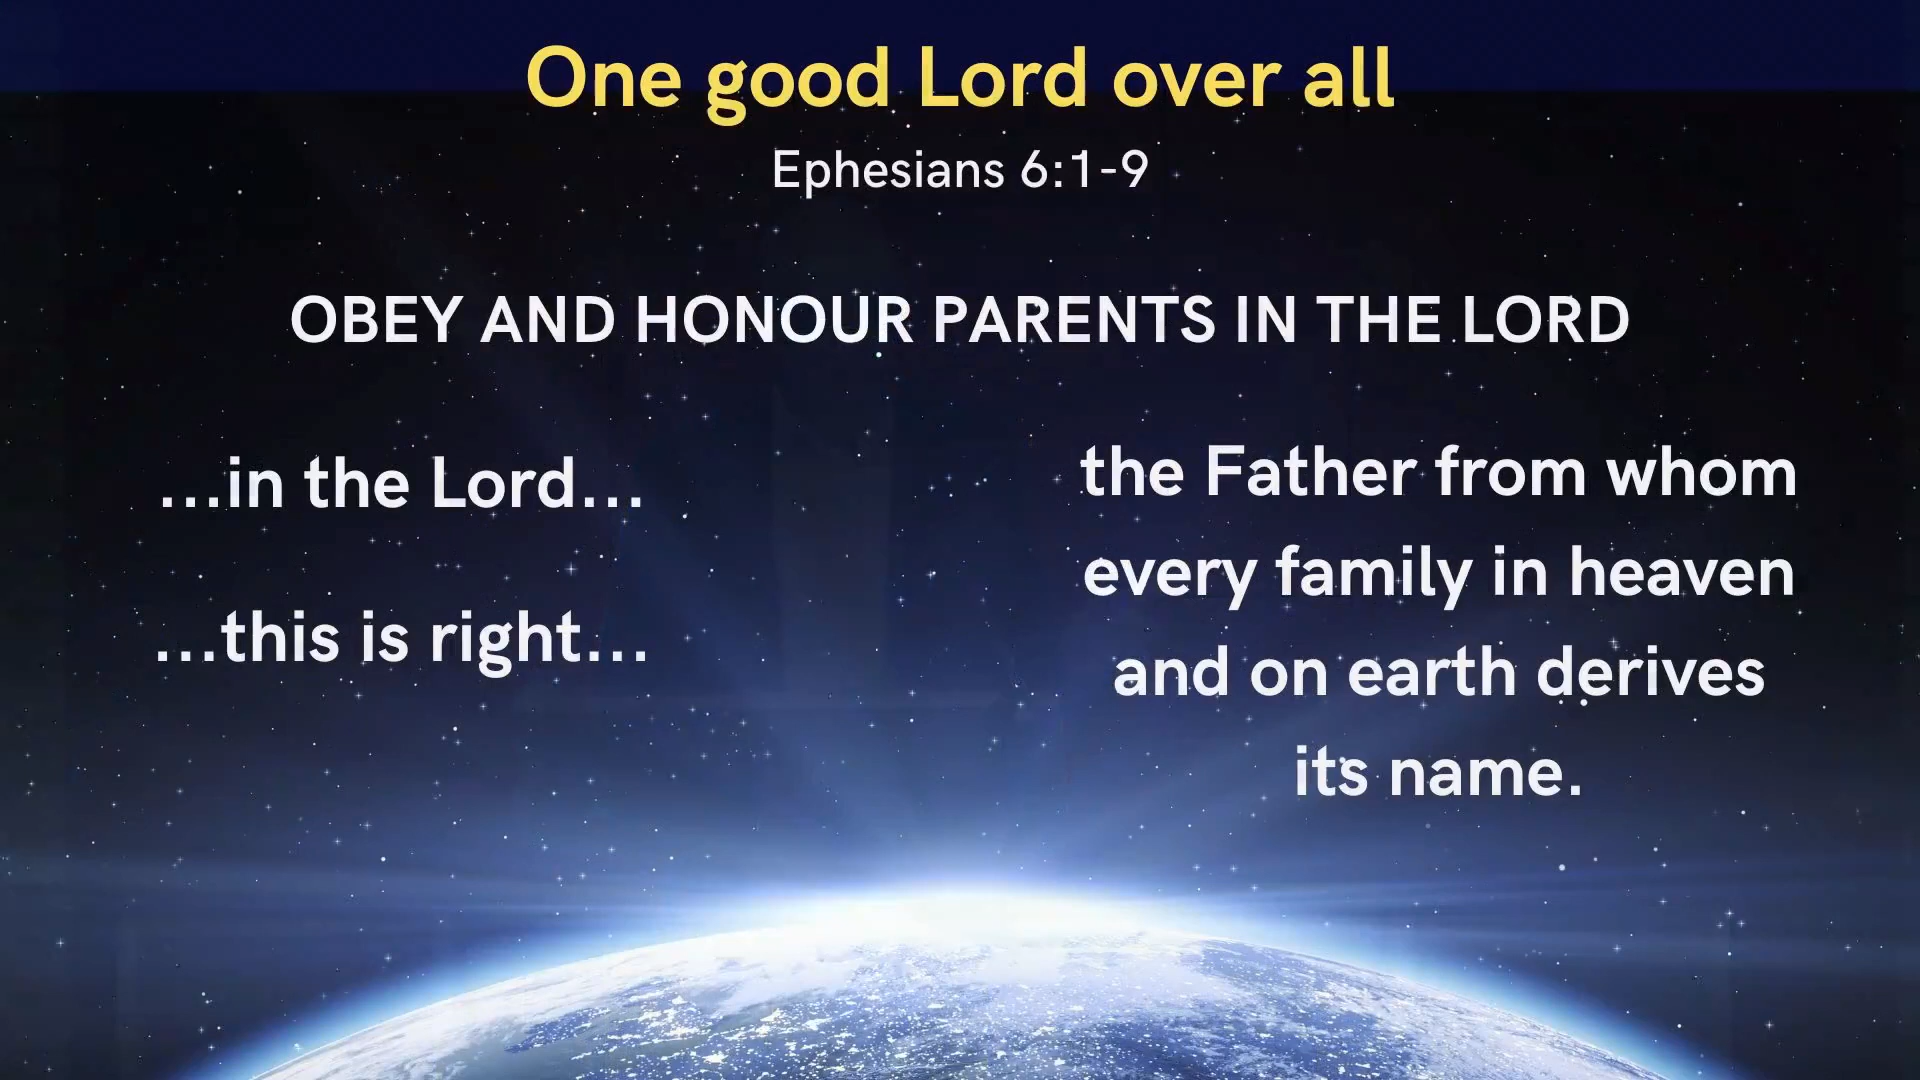 One good Lord over all
Ephesians 6:1-9
OBEY AND HONOUR PARENTS IN THE LORD
...in the Lord...
...this is right...
the Father from whom
every family in heaven
and on earth derives
its name.